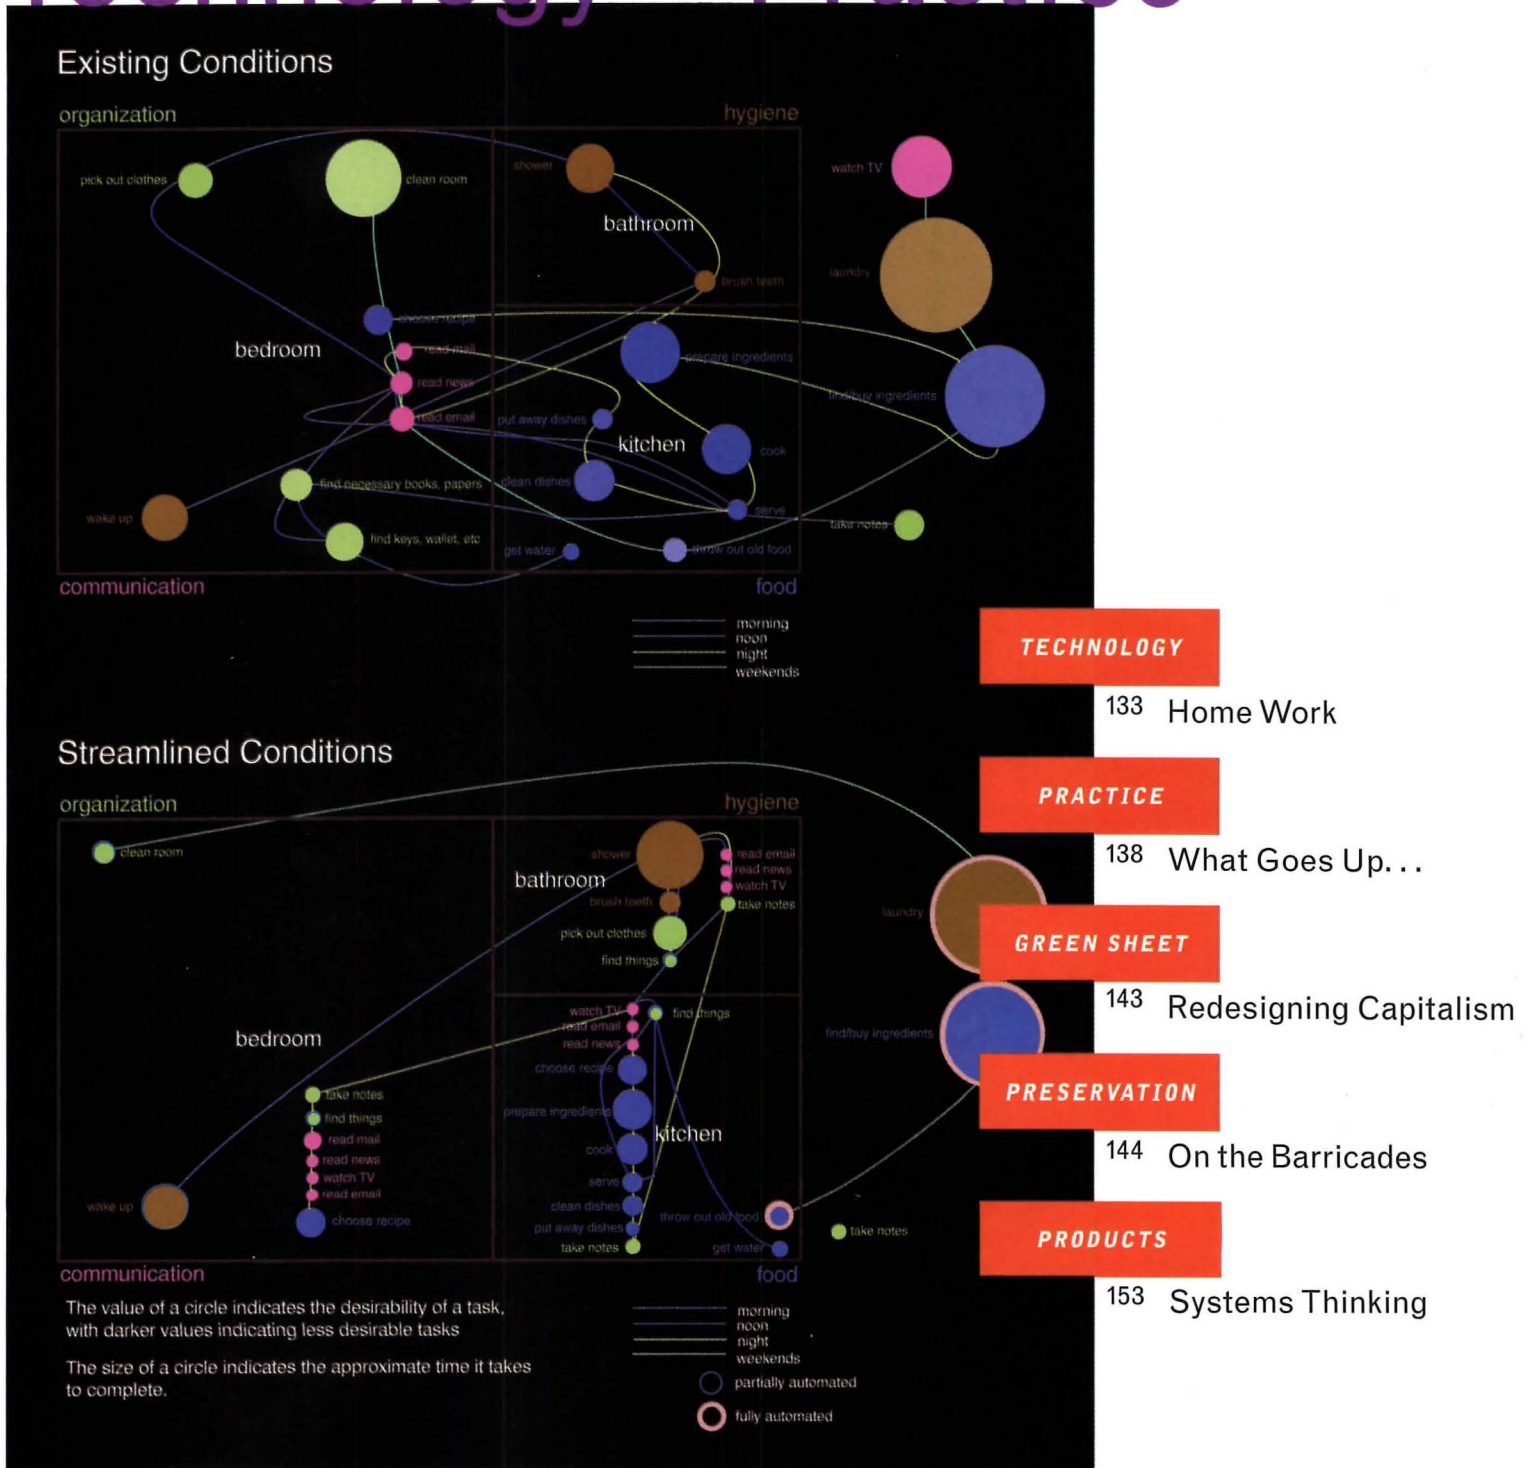 Technology Practice
Existing Conditions
organization
hygiene
pick out clothes
clean room
shower
watch TV
bathroom
laundry
brush teeth
choose recipe
bedroom
read mail
prepare ingredients
read news
find/buy ingredients
read email
put away dishes
kitchen
cook
find necessary books, papers
clean dishes
serve
wake up
take notes
find keys, wallet, etc
get water
throw out old food
communication
food
morning
noon
night
weekends
TECHNOLOGY
133 Home Work
PRACTICE
138 What Goes Up...
GREEN SHEET
143 Redesigning Capitalism
PRESERVATION
144 On the Barricades
PRODUCTS
153 Systems Thinking
Streamlined Conditions
organization
hygiene
clean room
shower
read email
read news
bathroom
watch TV
brush teeth
take notes
laundry
pick out clothes
find things
watch TV
find things
read email
find/buy ingredients
bedroom
read news
choose recipe
take notes
prepare ingredients
find things
kitchen
read mail
cook
read news
watch TV
serve
read email
wake up
clean dishes
throw out old food
choose recipe
put away dishes
take notes
take notes
get water
communication
food
The value of a circle indicates the desirability of a task,
with darker values indicating less desirable tasks
The size of a circle indicates the approximate time it takes
to complete.
morning
noon
night
weekends
partially automated
fully automated